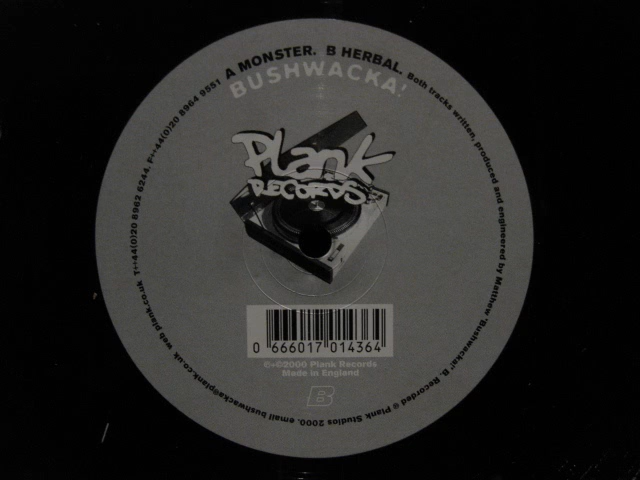 A MONSTER. B HERBAL. Both tracks written, produced and engineered by Matthew 'Bushwacka!' B. Recorded @ Plank Studios 2000. email bushwacka@plank.co.uk web plank.co.uk T++44(0)20 8962 6244. F++44(0)20 8964 9551
BUSHWACKA!
Plank
RECORDS
0 666017 014364
℗+©2000 Plank Records
Made in England
B